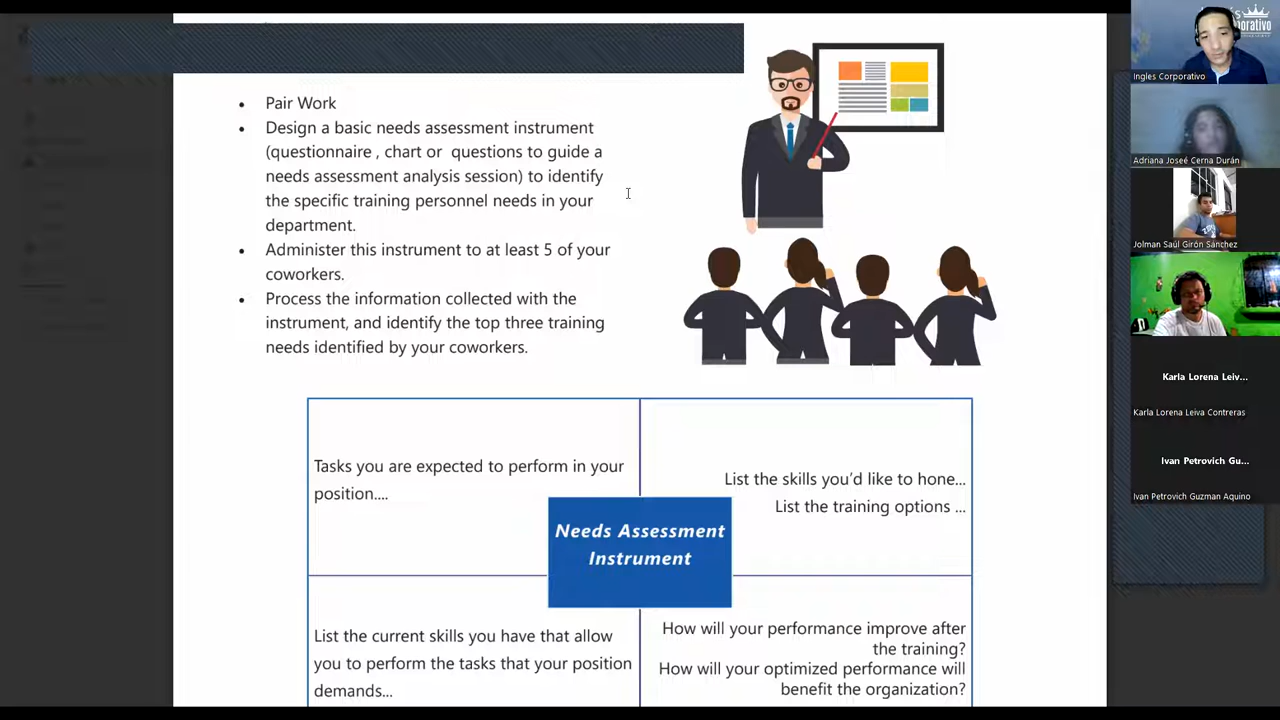 Pair Work
Design a basic needs assessment instrument
(questionnaire , chart or questions to guide a
needs assessment analysis session) to identify
the specific training personnel needs in your
department.
Administer this instrument to at least 5 of your
coworkers.
Process the information collected with the
instrument, and identify the top three training
needs identified by your coworkers.
Tasks you are expected to perform in your
position....
List the skills you'd like to hone...
List the training options ...
Needs Assessment
Instrument
List the current skills you have that allow
you to perform the tasks that your position
demands...
How will your performance improve after
the training?
How will your optimized performance will
benefit the organization?
Ingles Corporativo
Adriana Joseé Cerna Durán
Jolman Saúl Girón Sánchez
Karla Lorena Leiv...
Karla Lorena Leiva Contreras
Ivan Petrovich Gu...
Ivan Petrovich Guzman Aquino